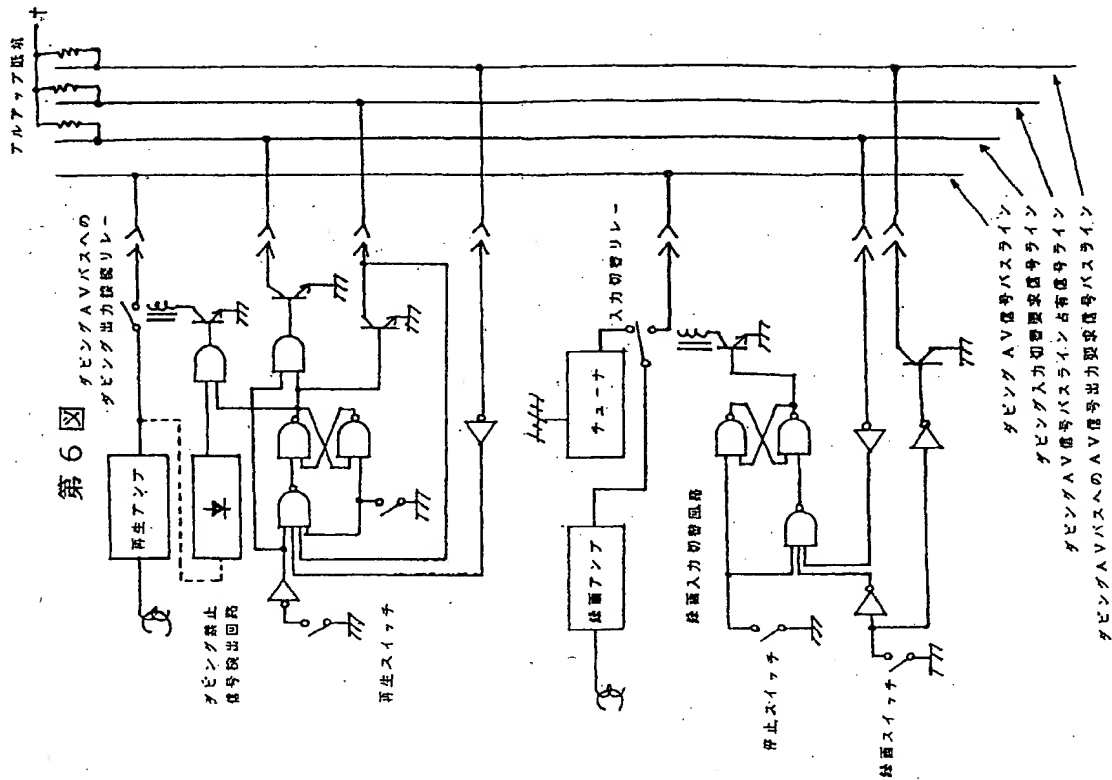 第6図
プルアップ抵抗
+
ダビングAVバスへの
ダビング出力接続リレー
再生アンプ
ダビング禁止
信号検出回路
再生スイッチ
入力切替リレー
チューナ
録画アンプ
録画入力切替回路
停止スイッチ
録画スイッチ
ダビングAV信号バスライン
ダビング入力切替要求信号ライン
ダビングAV信号バスライン占有信号ライン
ダビングAVバスへのAV信号出力要求信号バスライン